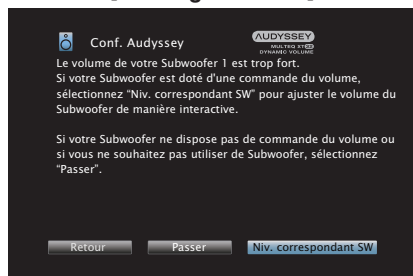 Conf. Audyssey
AUDYSSEY
MULTEQ XT32
DYNAMIC VOLUME
Le volume de votre Subwoofer 1 est trop fort.
Si votre Subwoofer est doté d'une commande du volume,
sélectionnez "Niv. correspondant SW" pour ajuster le volume du
Subwoofer de manière interactive.
Si votre Subwoofer ne dispose pas de commande du volume ou
si vous ne souhaitez pas utiliser de Subwoofer, sélectionnez
"Passer".
Retour
Passer
Niv. correspondant SW